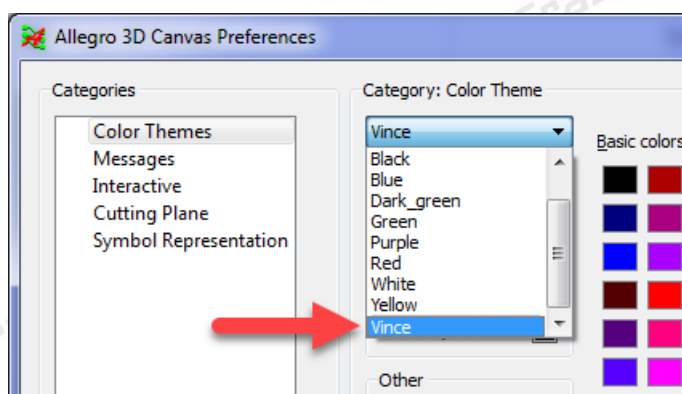 Allegro 3D Canvas Preferences
Categories
Color Themes
Messages
Interactive
Cutting Plane
Symbol Representation
Category: Color Theme
Vince
Black
Blue
Dark_green
Green
Purple
Red
White
Yellow
Vince
Other
Basic colors